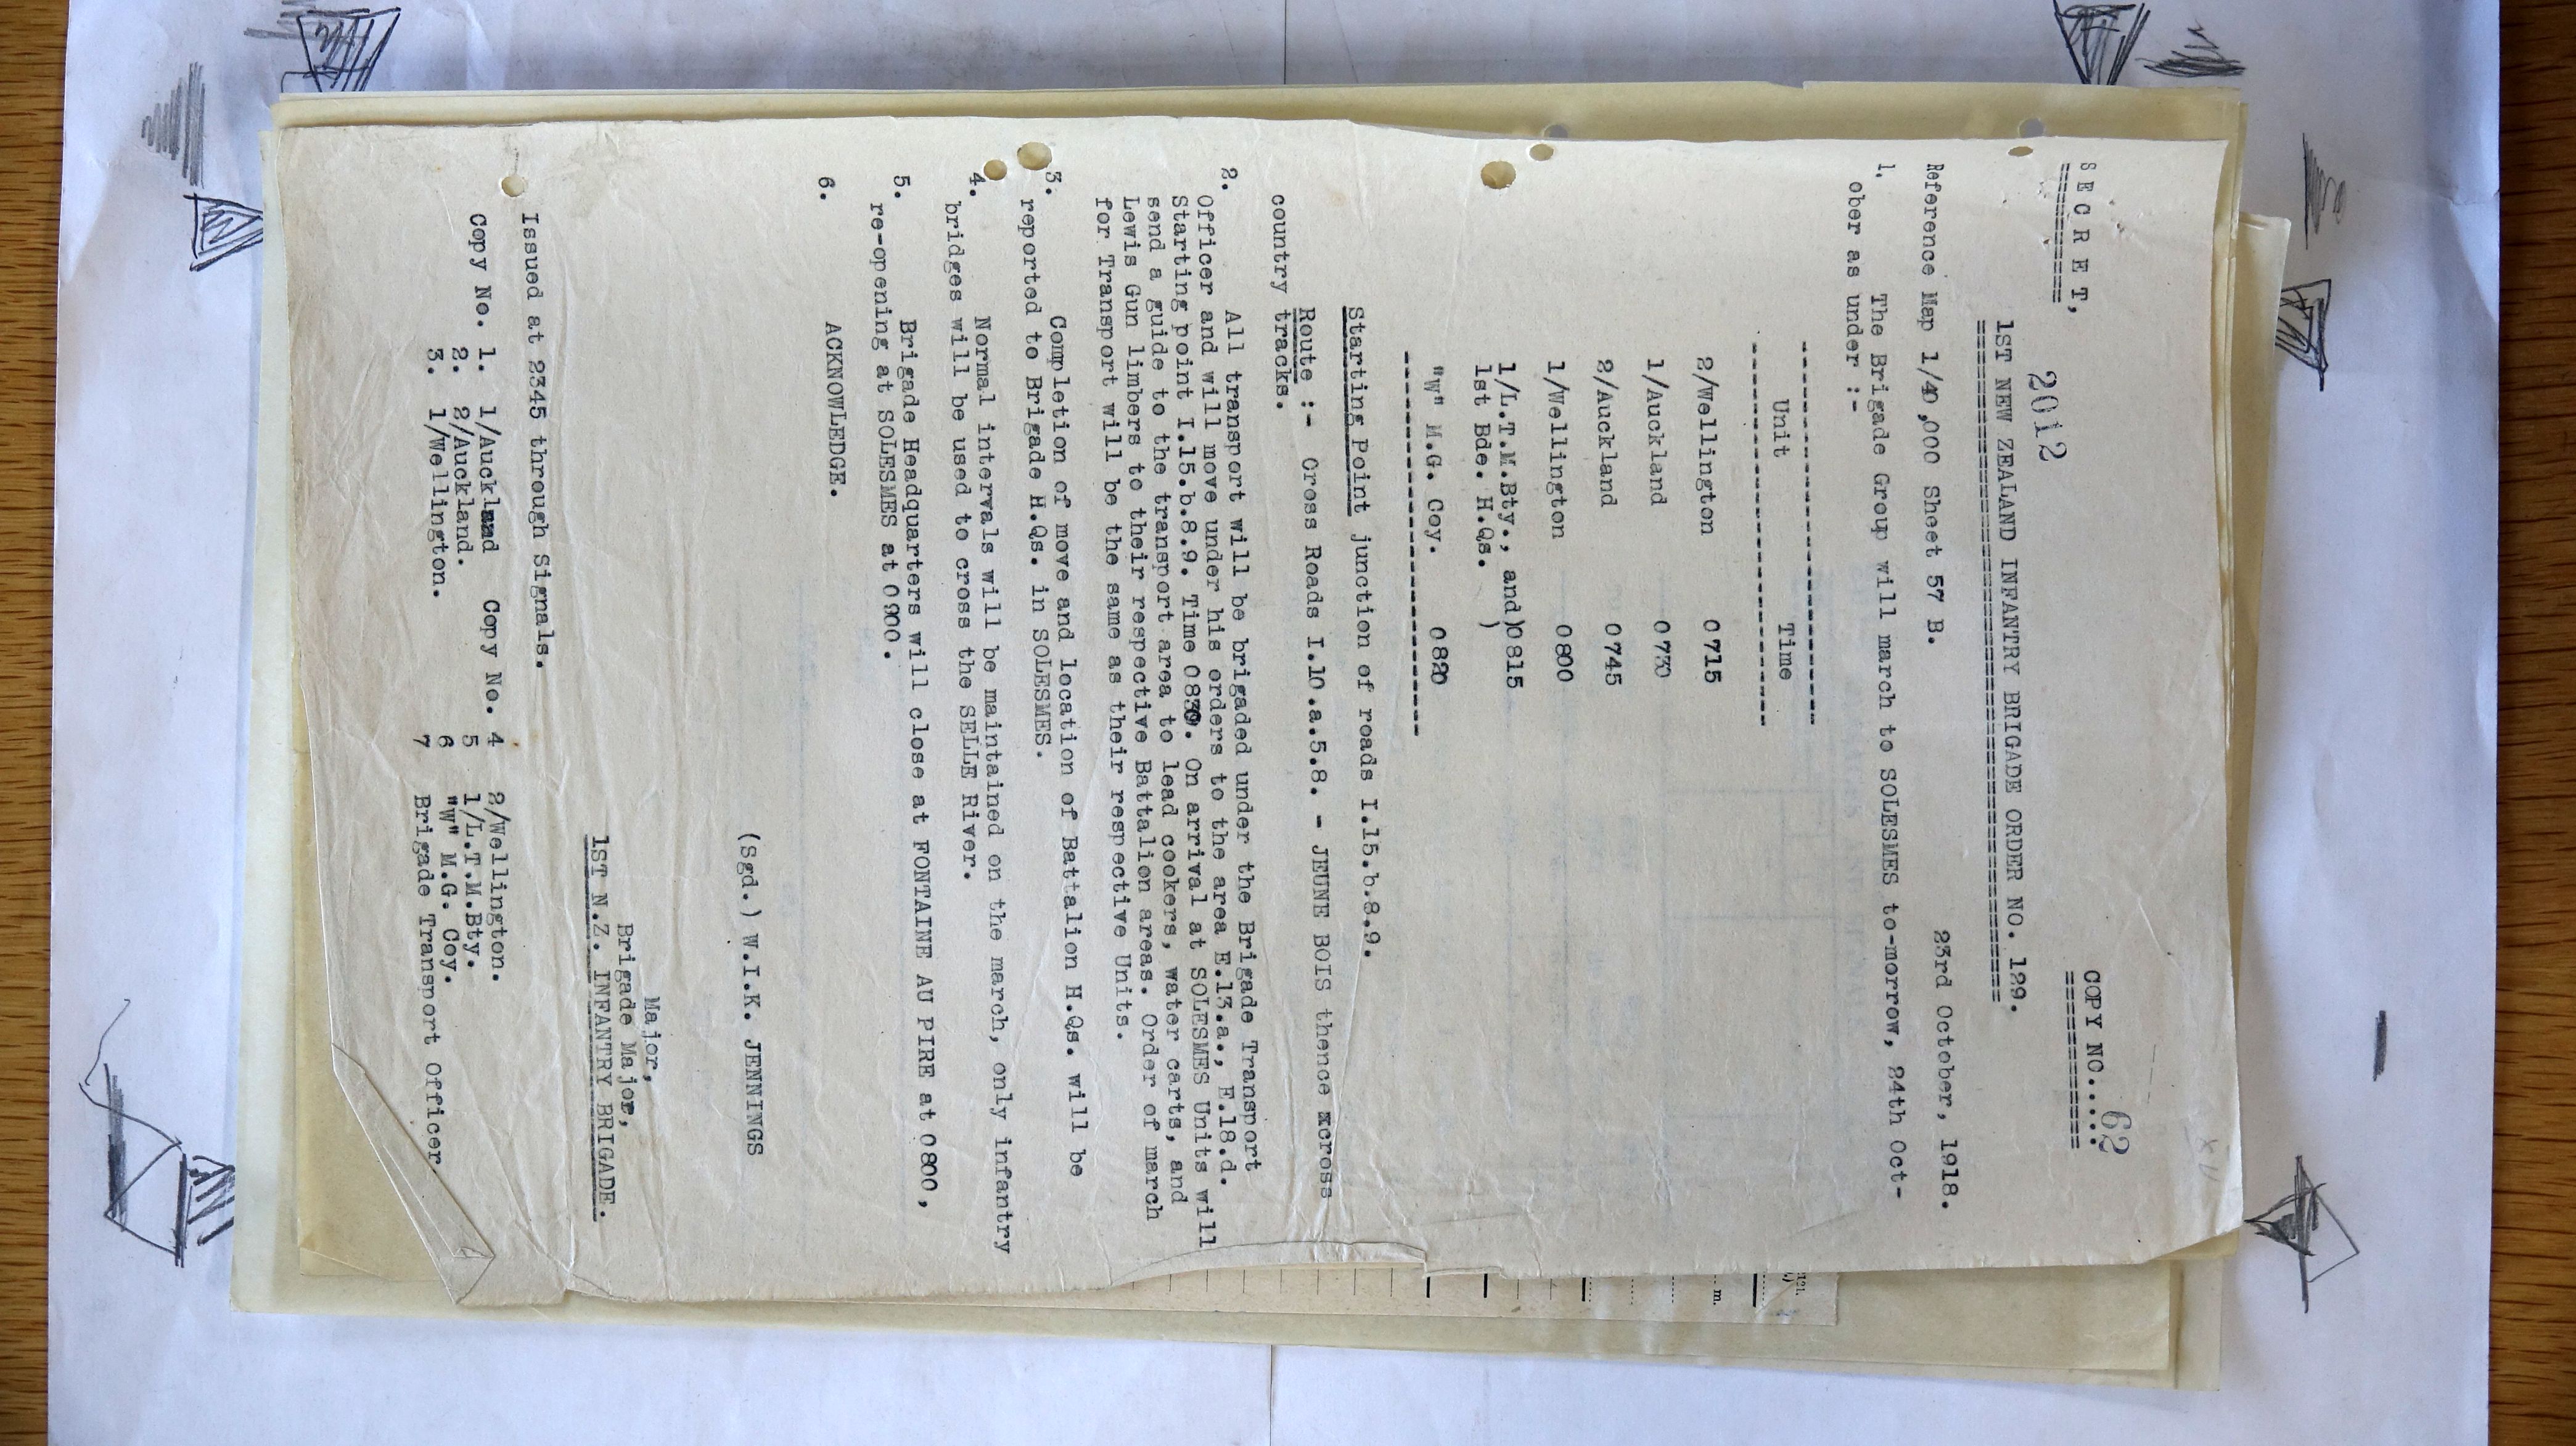 SECRET,
COPY NO...... 62
2012
1ST NEW ZEALAND INFANTRY BRIGADE ORDER NO. 129.
23rd October, 1918.
Reference Map 1/40,000 Sheet 57 B.
1. The Brigade Group will march to SOLESMES to-morrow, 24th Oct-
ober as under :-
Unit Time
2/Wellington 0715
1/Auckland 0730
2/Auckland 0745
1/Wellington 0800
1/L.T.M.Bty., and )0815
1st Bde. H.Qs. )
"W" M.G. Coy. 0820
Starting Point junction of roads I.15.b.8.9.
Route :- Cross Roads I.10.a.5.8. - JEUNE BOIS thence across
country tracks.
2. All transport will be brigaded under the Brigade Transport
Officer and will move under his orders to the area E.13.a., E.18.d.
Starting point I.15.b.8.9. Time 0830. On arrival at SOLESMES Units will
send a guide to the transport area to lead cookers, water carts, and
Lewis Gun limbers to their respective Battalion areas. Order of march
for Transport will be the same as their respective Units.
3. Completion of move and location of Battalion H.Qs. will be
reported to Brigade H.Qs. in SOLESMES.
4. Normal intervals will be maintained on the march, only infantry
bridges will be used to cross the SELLE River.
5. Brigade Headquarters will close at FONTAINE AU PIRE at 0800,
re-opening at SOLESMES at 0900.
6. ACKNOWLEDGE.
(Sgd.) W.I.K. JENNINGS
Major,
Brigade Major,
1ST N.Z. INFANTRY BRIGADE.
Issued at 2345 through Signals.
Copy No. 1. 1/Auckland Copy No. 4 2/Wellington.
2. 2/Auckland. 5 1/L.T.M.Bty.
3. 1/Wellington. 6 "W" M.G. Coy.
7 Brigade Transport Officer.
m.